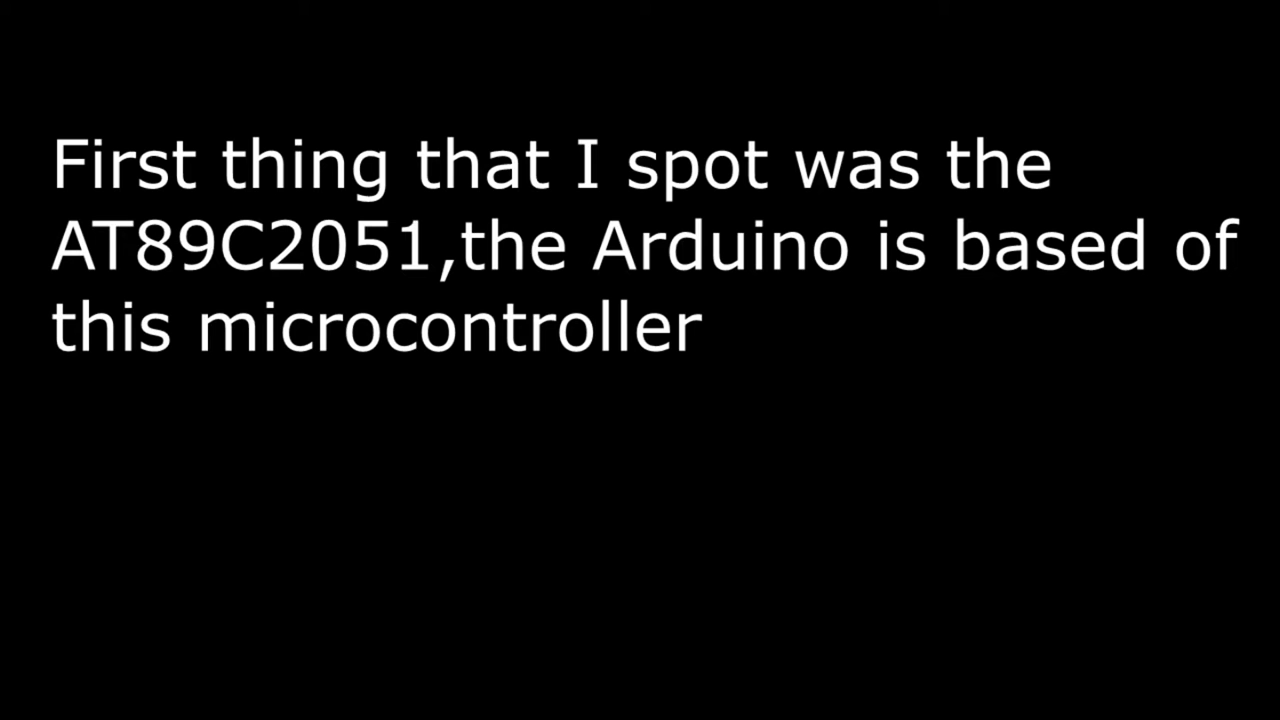 First thing that I spot was the
AT89C2051,the Arduino is based of
this microcontroller